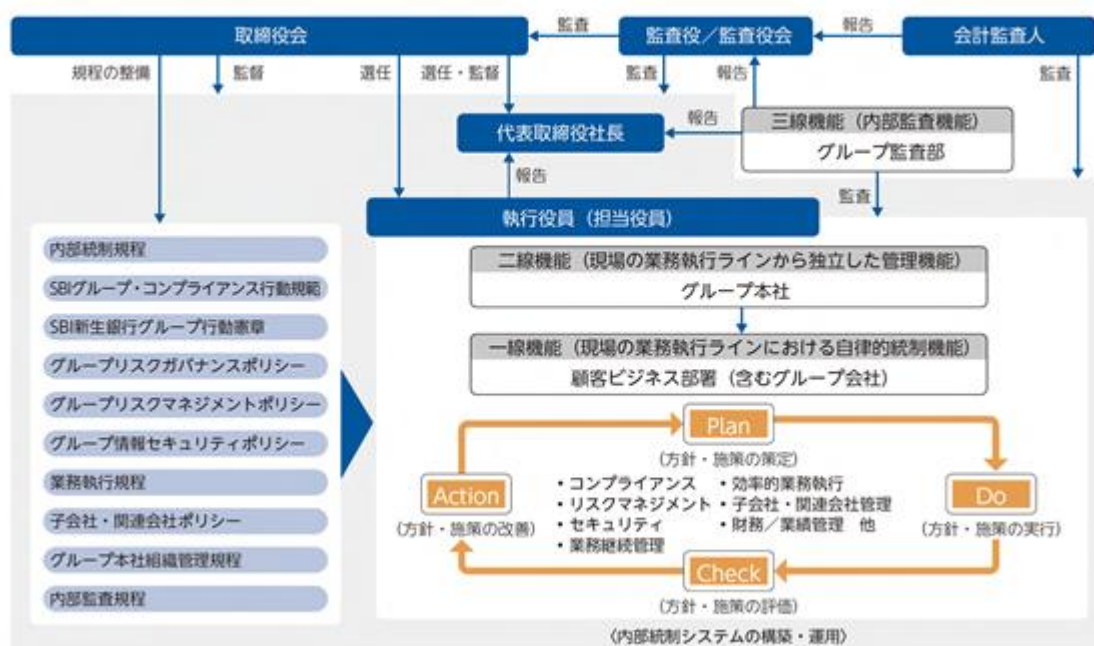 取締役会
監査
監査役／監査役会
報告
会計監査人
規程の整備
監督
選任
選任・監督
監査
報告
監査
代表取締役社長
報告
三線機能（内部監査機能）
グループ監査部
報告
監査
執行役員（担当役員）
内部統制規程
SBIグループ・コンプライアンス行動規範
SBI新生銀行グループ行動憲章
グループリスクガバナンスポリシー
グループリスクマネジメントポリシー
グループ情報セキュリティポリシー
業務執行規程
子会社・関連会社ポリシー
グループ本社組織管理規程
内部監査規程
二線機能（現場の業務執行ラインから独立した管理機能）
グループ本社
一線機能（現場の業務執行ラインにおける自律的統制機能）
顧客ビジネス部署（含むグループ会社）
Plan
（方針・施策の策定）
Action
（方針・施策の改善）
・コンプライアンス
・リスクマネジメント
・セキュリティ
・業務継続管理
・効率的業務執行
・子会社・関連会社管理
・財務／業績管理 他
Do
（方針・施策の実行）
Check
（方針・施策の評価）
〈内部統制システムの構築・運用〉